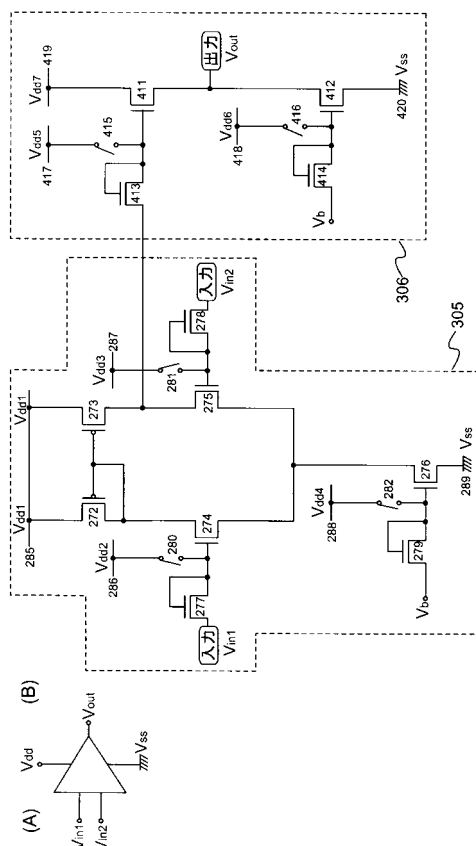 (A)
Vdd
Vin1
Vin2
Vout
Vss
(B)
285
Vdd1
Vdd1
272
273
286
Vdd2
280
277
入力
Vin1
274
275
281
Vdd3
287
278
入力
Vin2
288
Vdd4
282
279
Vb
276
289
Vss
305
306
Vdd5
417
415
413
Vdd7
419
411
出力
Vout
Vdd6
418
416
414
Vb
412
420
Vss